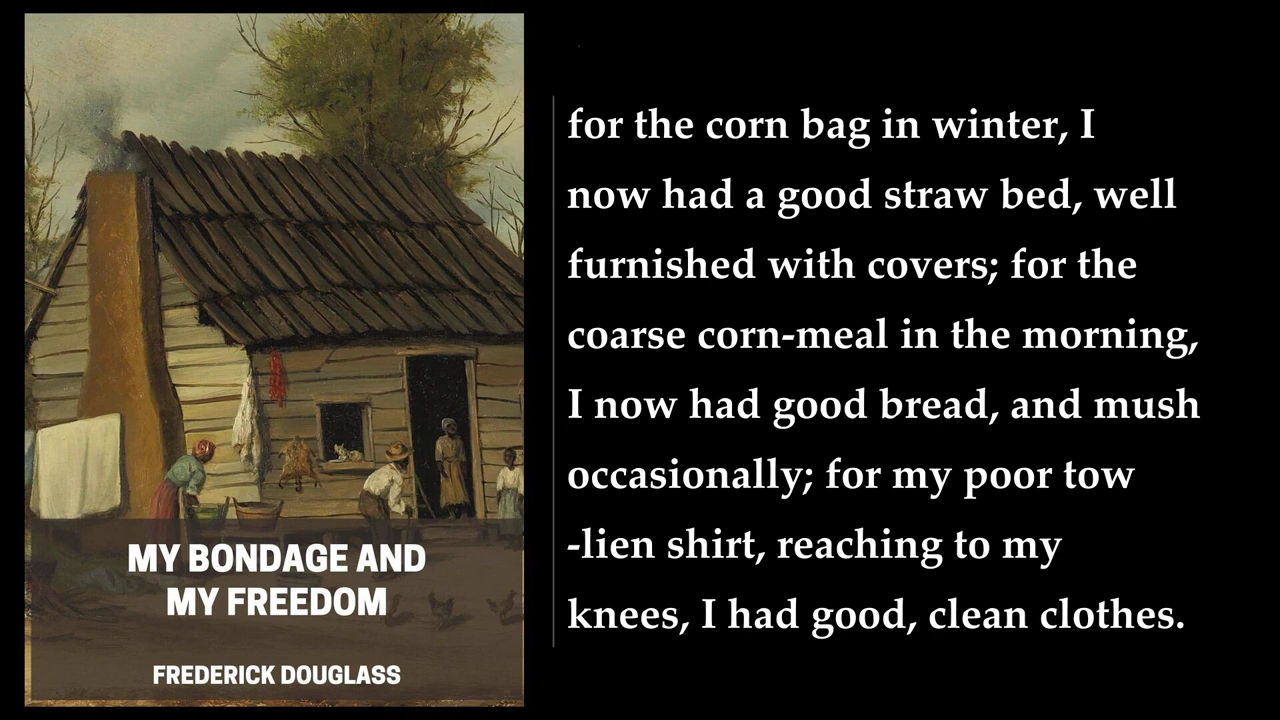 MY BONDAGE AND
MY FREEDOM
FREDERICK DOUGLASS
for the corn bag in winter, I
now had a good straw bed, well
furnished with covers; for the
coarse corn-meal in the morning,
I now had good bread, and mush
occasionally; for my poor tow
-lien shirt, reaching to my
knees, I had good, clean clothes.